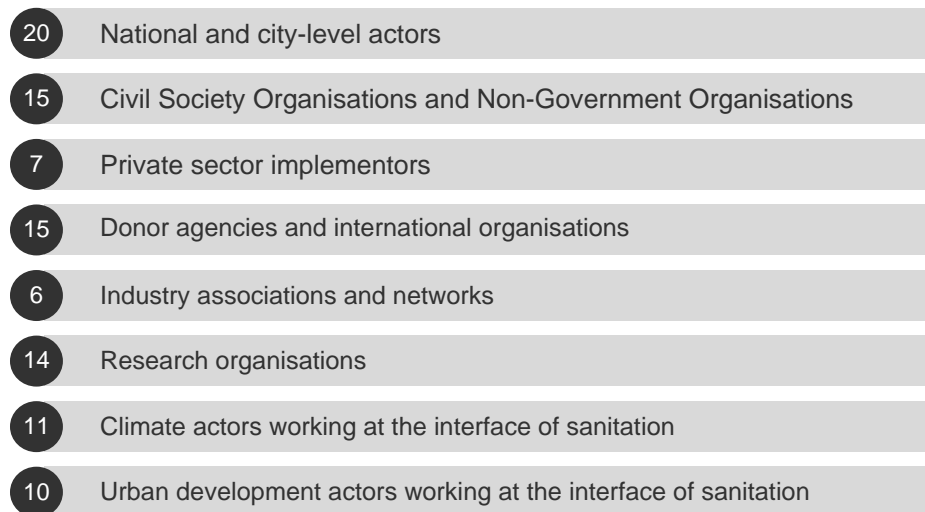 20 National and city-level actors
15 Civil Society Organisations and Non-Government Organisations
7 Private sector implementors
15 Donor agencies and international organisations
6 Industry associations and networks
14 Research organisations
11 Climate actors working at the interface of sanitation
10 Urban development actors working at the interface of sanitation